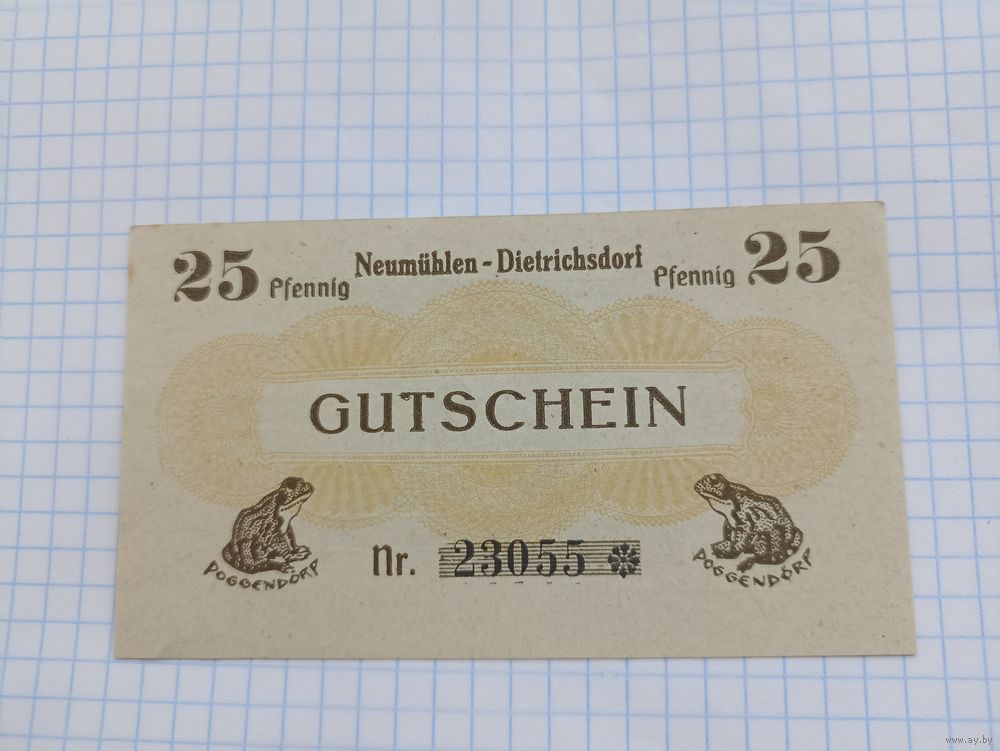 25 Pfennig Neumühlen-Dietrichsdorf Pfennig 25
GUTSCHEIN
Nr. 23055
POGGENDÖRP POGGENDÖRP
www.ay.by